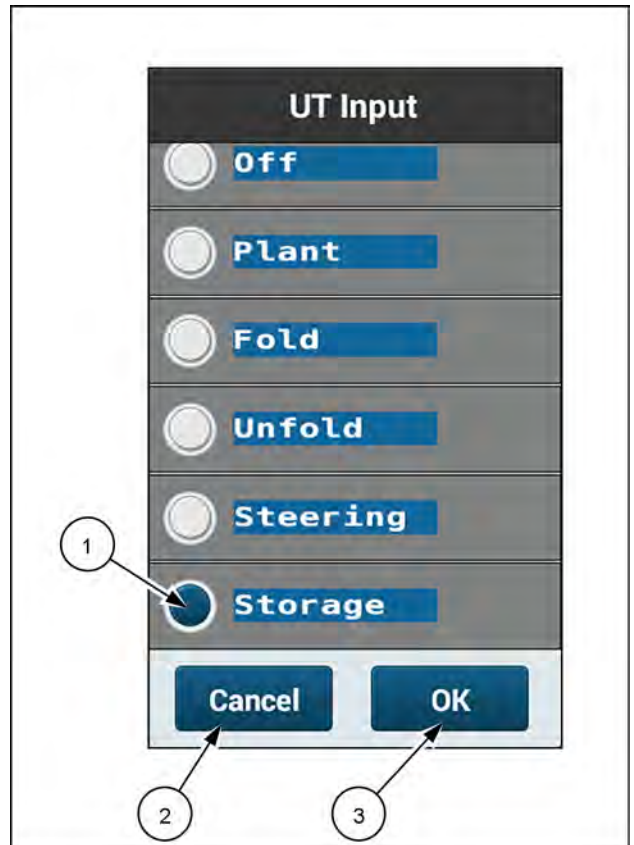 UT Input
Off
Plant
Fold
Unfold
Steering
1
Storage
Cancel
OK
2
3